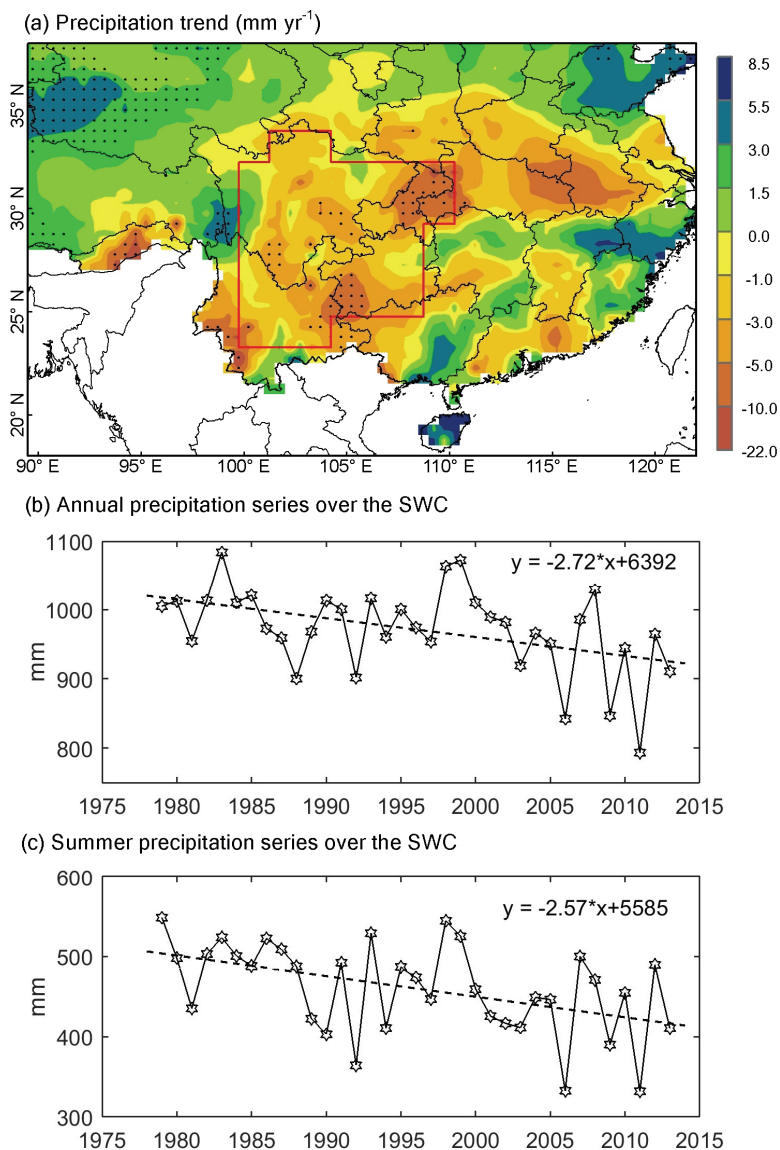 (a) Precipitation trend (mm yr-1)
35° N
30° N
25° N
20° N
90° E 95° E 100° E 105° E 110° E 115° E 120° E
8.5
5.5
3.0
1.5
0.0
-1.0
-3.0
-5.0
-10.0
-22.0
(b) Annual precipitation series over the SWC
1100
1000
900
800
mm
y = -2.72*x+6392
1975 1980 1985 1990 1995 2000 2005 2010 2015
(c) Summer precipitation series over the SWC
600
500
400
300
mm
y = -2.57*x+5585
1975 1980 1985 1990 1995 2000 2005 2010 2015